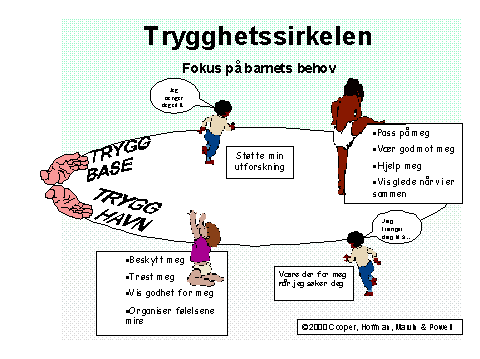 Trygghetssirkelen
Fokus på barnets behov
Jeg
trenger
deg til å...
Støtte min
utforskning
•Pass på meg
•Vær god mot meg
•Hjelp meg
•Vis glede når vi er
sammen
TRYGG
BASE
TRYGG
HAVN
Jeg
trenger
deg til å...
•Beskytt meg
•Trøst meg
•Vis godhet for meg
•Organiser følelsene
mire
Være der for meg
når jeg søker deg
©2000 Cooper, Hoffman, Marvin & Powell